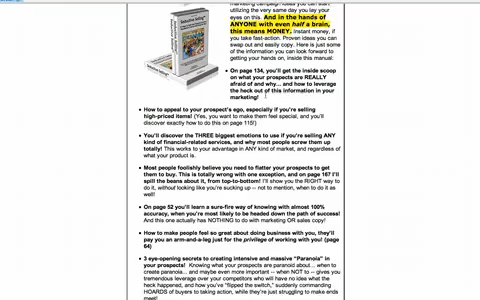 marketing campaign ideas you can start
utilizing the very same day you lay your
eyes on this. And in the hands of
ANYONE with even half a brain,
this means MONEY. Instant money, if
you take fast-action. Proven ideas you can
swap out and easily copy. Here is just some
of the information you can look forward to
getting your hands on, inside this manual:
Seductive Selling
• On page 134, you'll get the inside scoop
on what your prospects are REALLY
afraid of and why... and how to leverage
the heck out of this information in your
marketing!
• How to appeal to your prospect's ego, especially if you're selling
high-priced items! (Yes, you want to make them feel special, and you'll
discover exactly how to do this on page 115!)
• You'll discover the THREE biggest emotions to use if you're selling ANY
kind of financial-related services, and why most people screw them up
totally! This works to your advantage in ANY kind of market, and regardless of
what your product is.
• Most people foolishly believe you need to flatter your prospects to get
them to buy. This is totally wrong with one exception, and on page 167 I'll
spill the beans about it, from top-to-bottom! I'll show you the RIGHT way to
do it, without looking like you're sucking up -- not to mention, when to do it as
well!
• On page 52 you'll learn a sure-fire way of knowing with almost 100%
accuracy, when you're most likely to be headed down the path of success!
And this one actually has NOTHING to do with marketing OR sales copy!
• How to make people feel so great about doing business with you, they'll
pay you an arm-and-a-leg just for the privilege of working with you! (page
64)
• 3 eye-opening secrets to creating intensive and massive "Paranoia" in
your prospects! Knowing what your prospects are paranoid about... when to
create paranoia... and maybe even more important -- when NOT to -- gives you
tremendous leverage over your competitors who will have no idea what the
heck happened, and how you've "flipped the switch," suddenly commanding
HOARDS of buyers to taking action, while they're just struggling to make ends
meet!